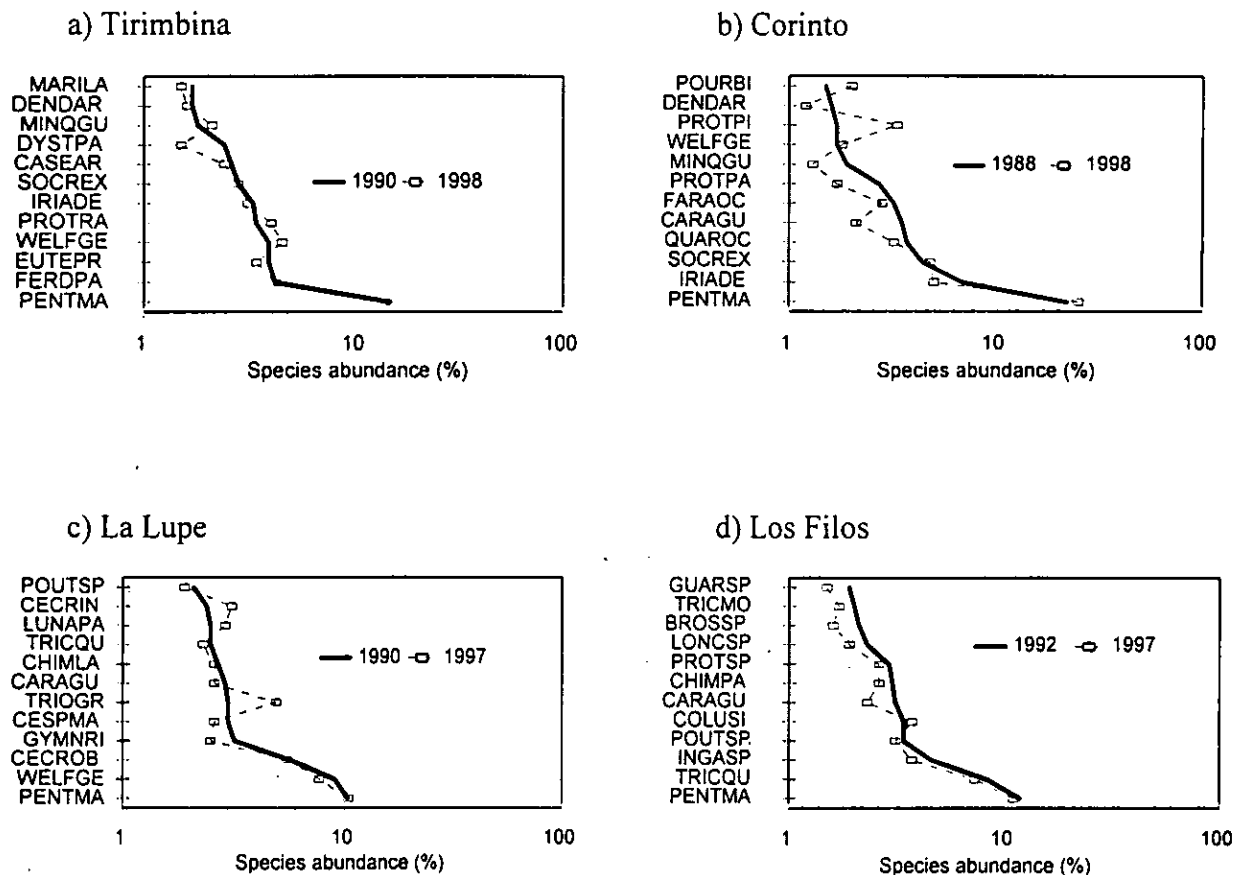 a) Tirimbina
MARILA
DENDAR
MINQGU
DYSTPA
CASEAR
SOCREX
IRIADE
PROTRA
WELFGE
EUTEPR
FERDPA
PENTMA
1990 1998
1 10 100
Species abundance (%)
b) Corinto
POURBI
DENDAR
PROTPI
WELFGE
MINQGU
PROTPA
FARAOC
CARAGU
QUAROC
SOCREX
IRIADE
PENTMA
1988 1998
1 10 100
Species abundance (%)
c) La Lupe
POUTSP
CECRIN
LUNAPA
TRICQU
CHIMLA
CARAGU
TRIOGR
CESPMA
GYMNRI
CECROB
WELFGE
PENTMA
1990 1997
1 10 100
Species abundance (%)
d) Los Filos
GUARSP
TRICMO
BROSSP
LONCSP
PROTSP
CHIMPA
CARAGU
COLUSI
POUTSP
INGASP
TRICQU
PENTMA
1992 1997
1 10 100
Species abundance (%)